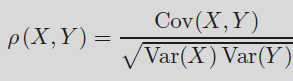 ρ(X, Y) = Cov(X, Y) / √(Var(X) Var(Y))